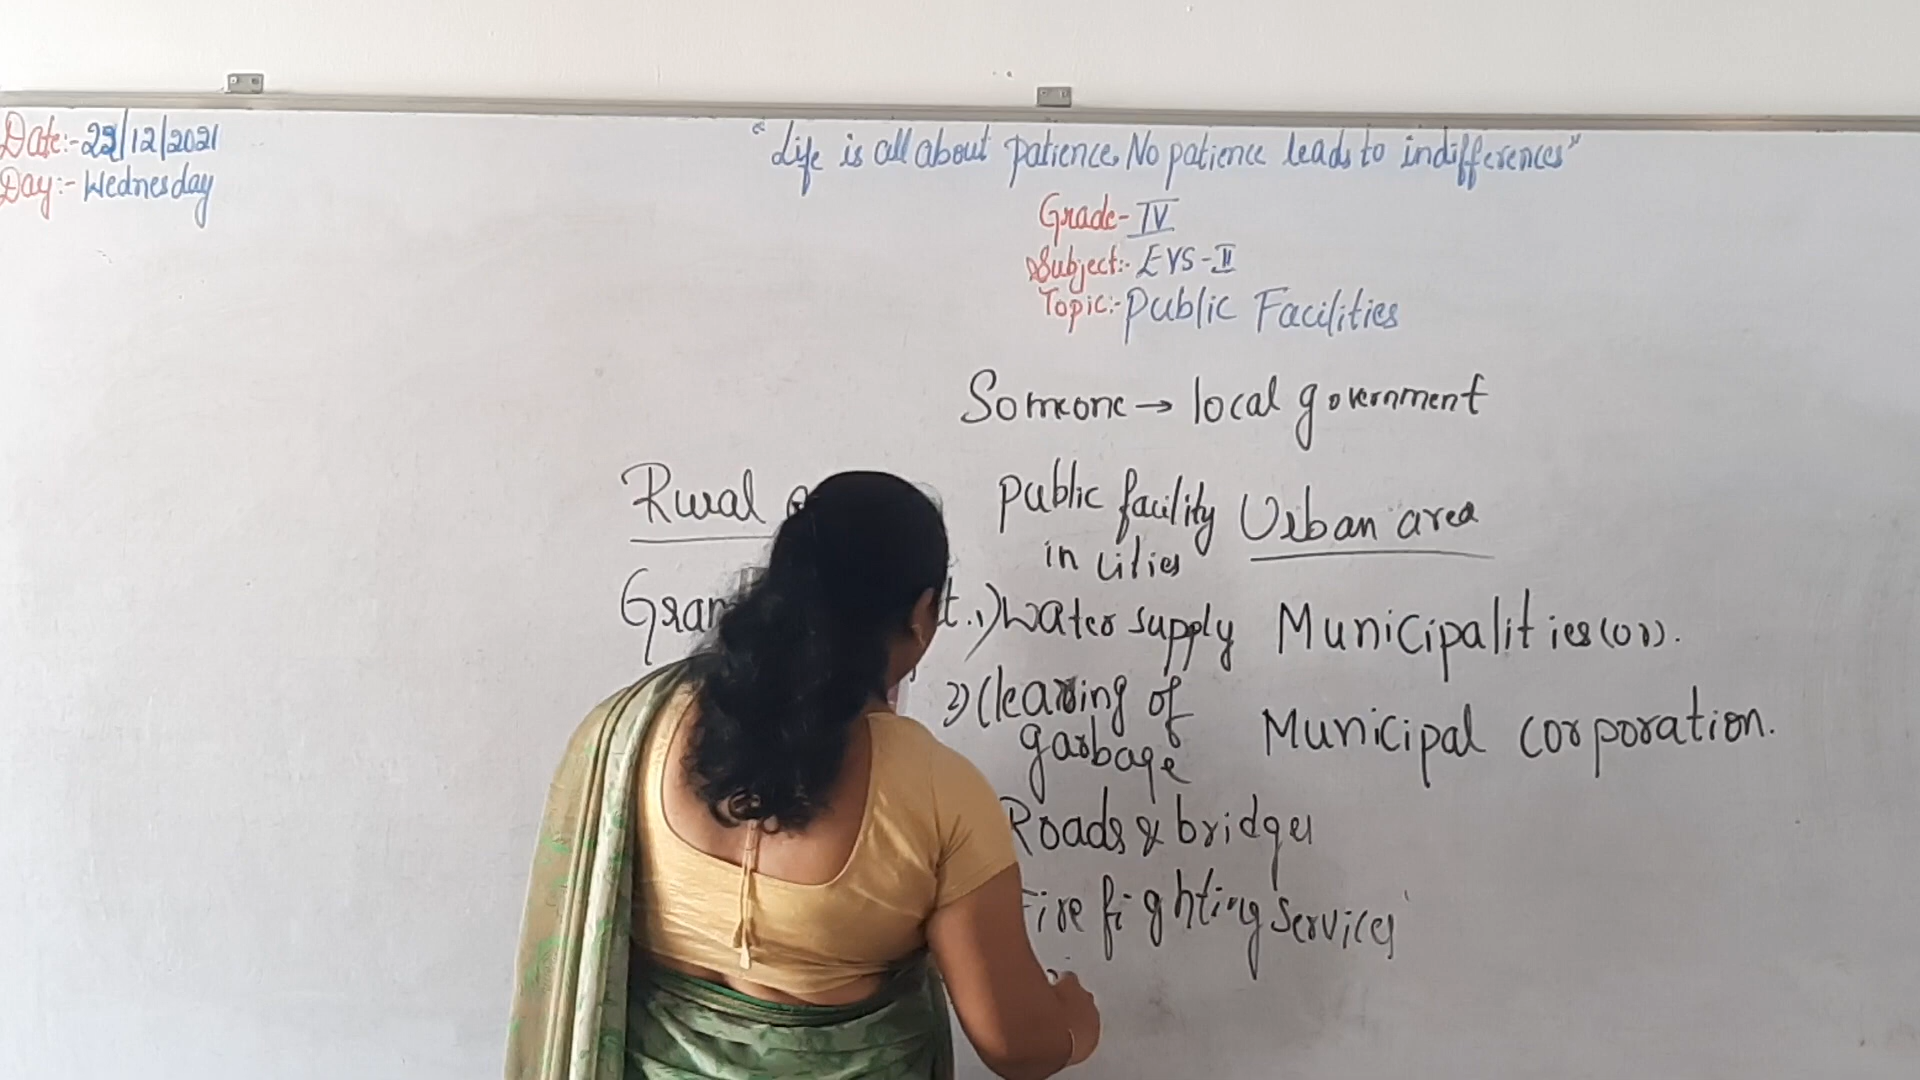 Date:- 22/12/2021
Day:- Wednesday
"Life is all about patience. No patience leads to indifferences"
Grade- IV
Subject:- EVS-II
Topic:- Public Facilities
Someone → local government
Rural
public facility
in cities
Urban area
Gram
1) Water supply
2) Cleaning of
garbage
Roads & bridges
Fire fighting services
Municipalities (or).
Municipal corporation.